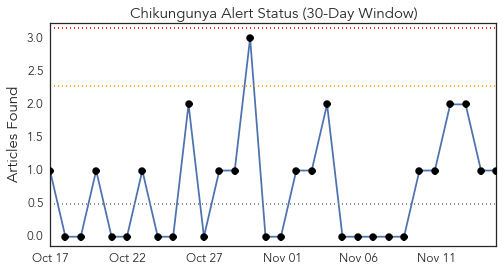 Chikungunya Alert Status (30-Day Window)
Articles Found
3.0
2.5
2.0
1.5
1.0
0.5
0.0
Oct 17 Oct 22 Oct 27 Nov 01 Nov 06 Nov 11